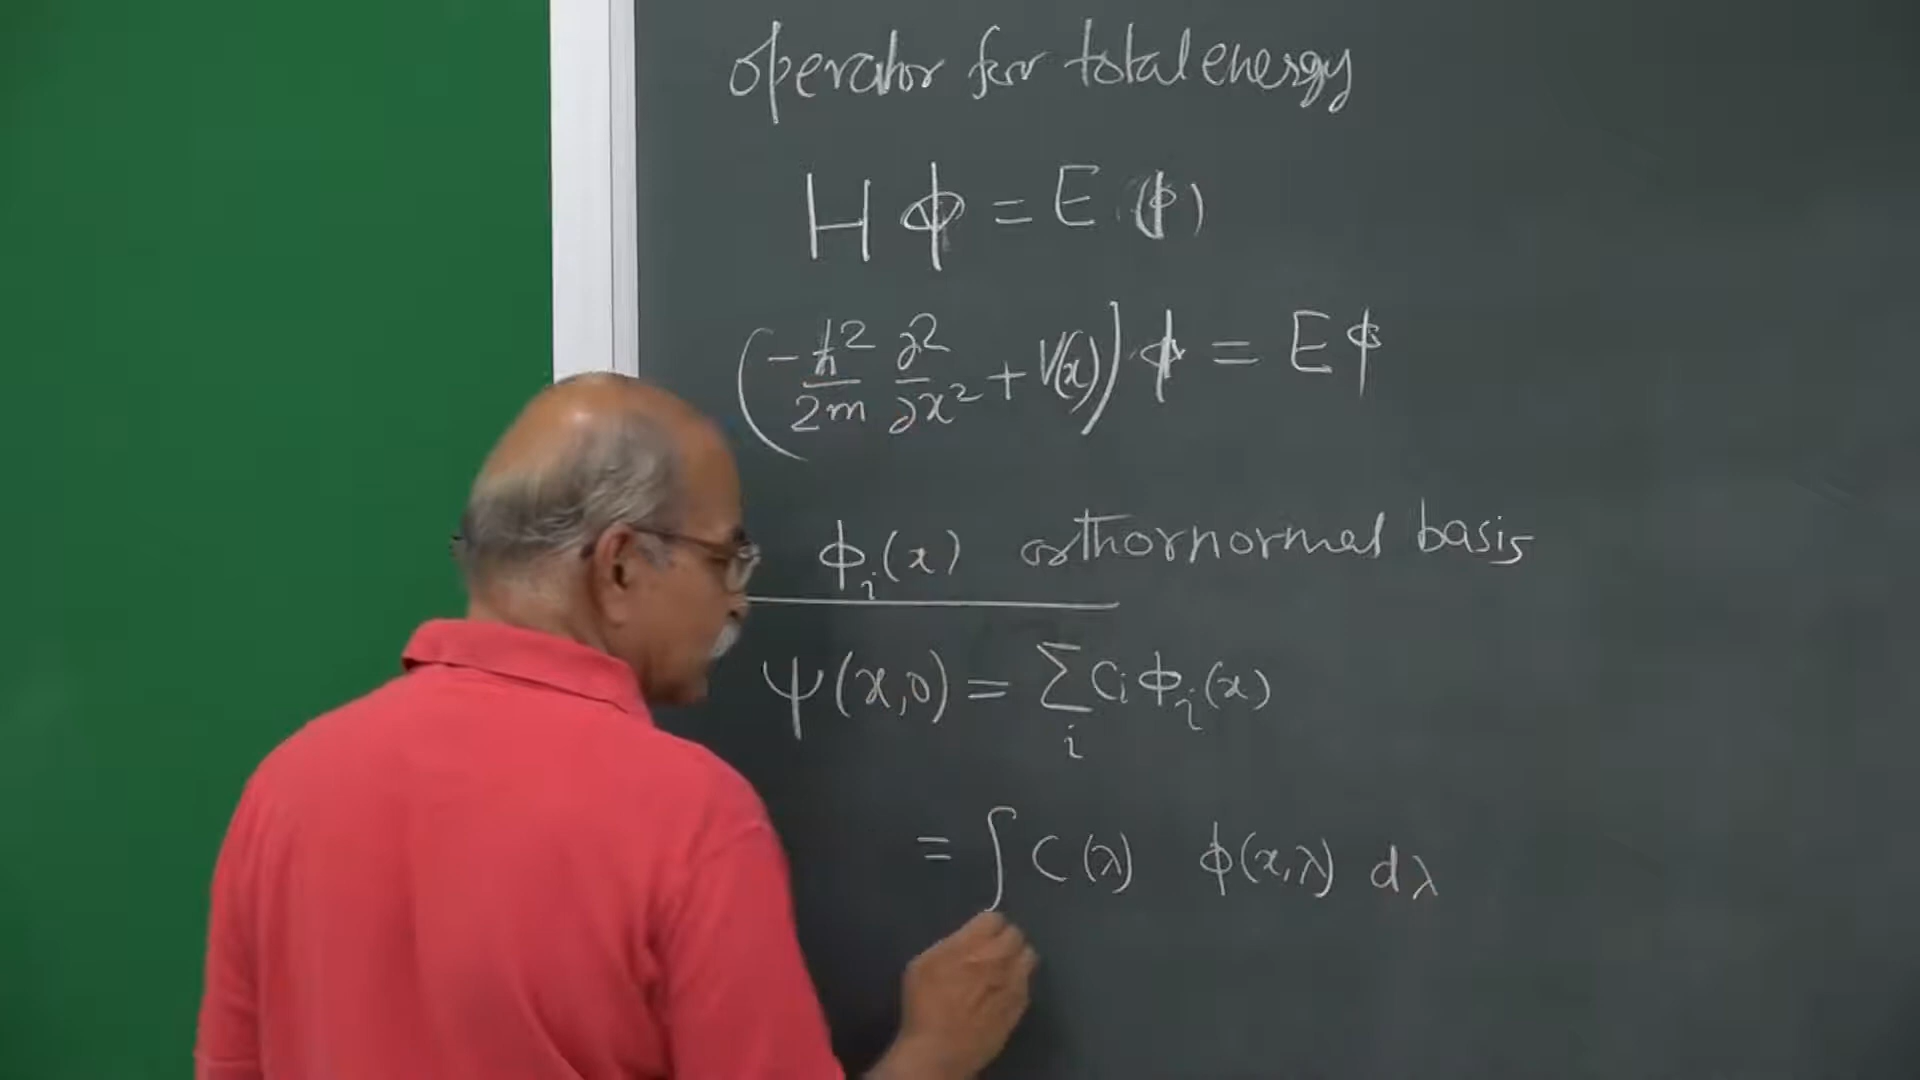 operator for total energy
H ϕ = E (ϕ)
(-ħ²/2m ∂²/∂x² + V(x)) ϕ = E ϕ
ϕᵢ(x) orthornormal basis
ψ(x,0) = ∑ᵢ Cᵢ ϕᵢ(x)
= ∫ C(λ) ϕ(x,λ) dλ